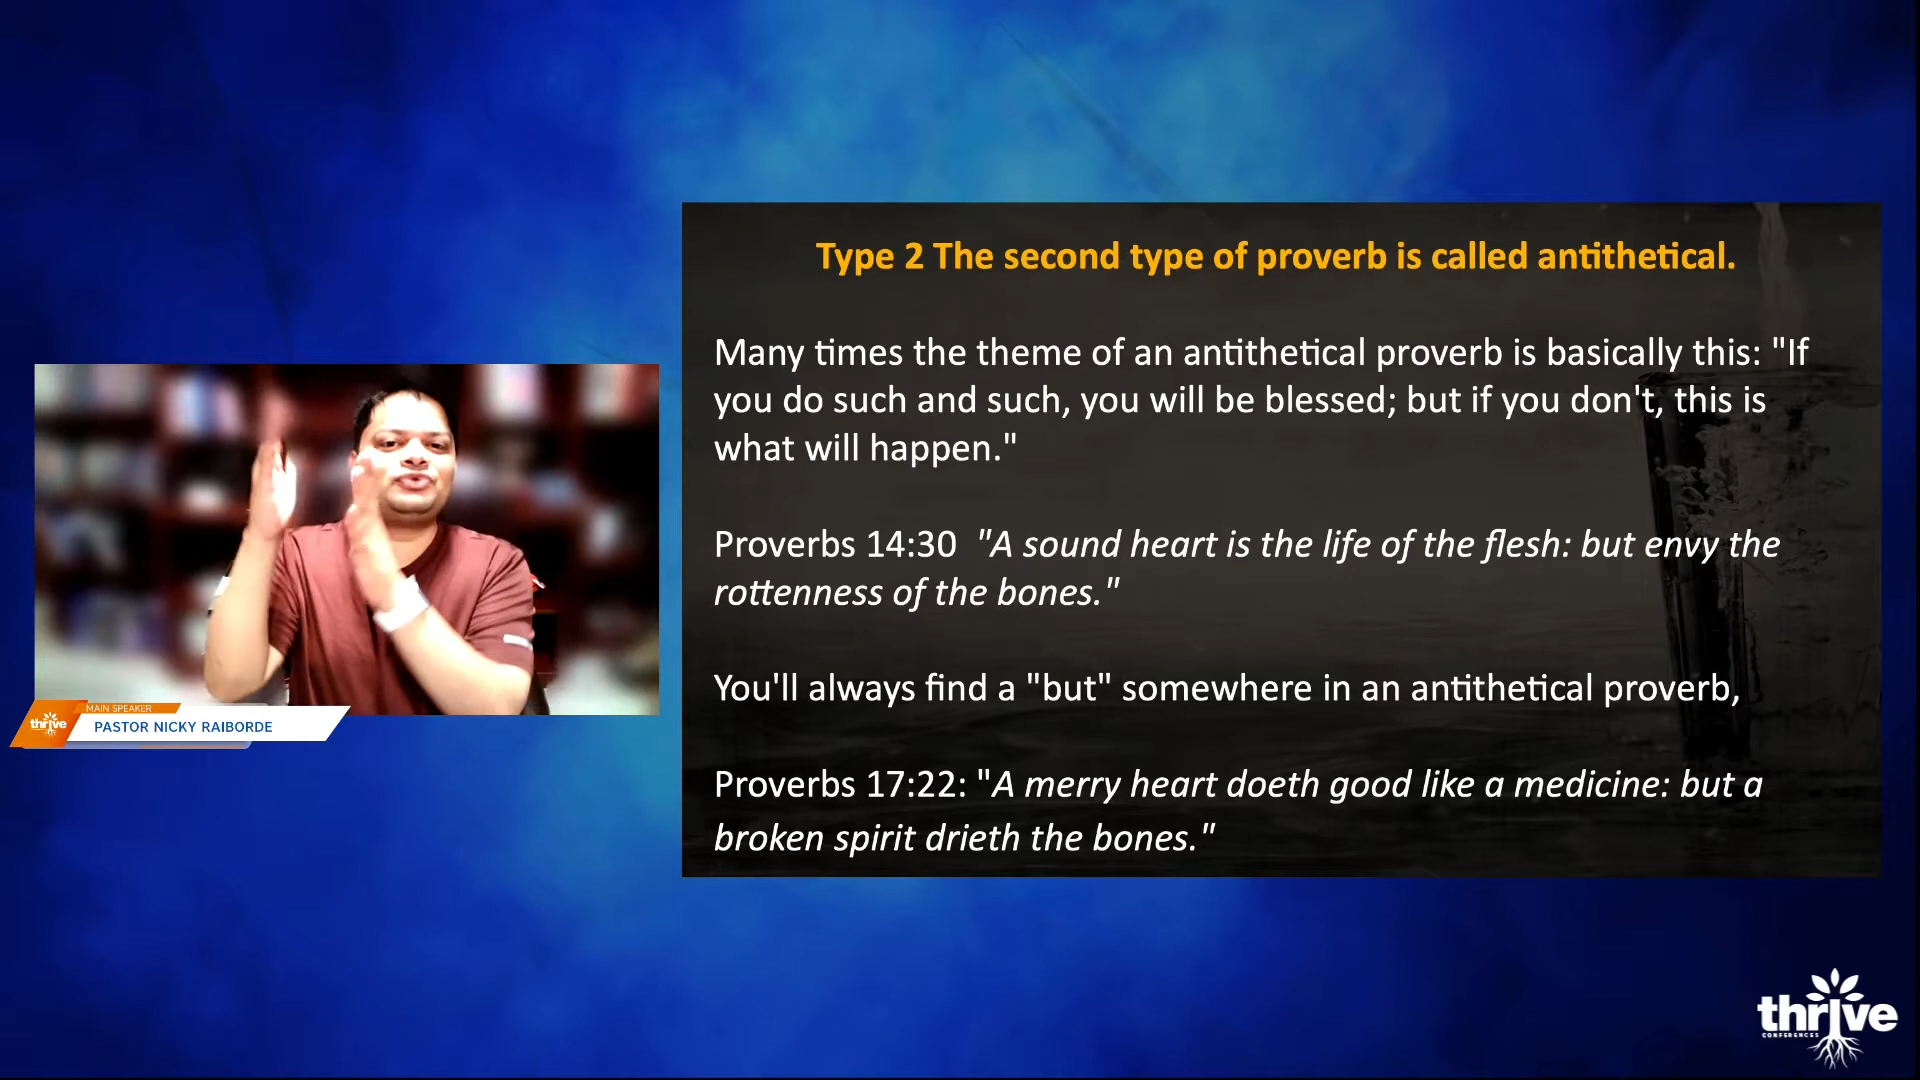 Type 2 The second type of proverb is called antithetical.
Many times the theme of an antithetical proverb is basically this: "If
you do such and such, you will be blessed; but if you don't, this is
what will happen."
Proverbs 14:30  "A sound heart is the life of the flesh: but envy the
rottenness of the bones."
You'll always find a "but" somewhere in an antithetical proverb,
Proverbs 17:22: "A merry heart doeth good like a medicine: but a
broken spirit drieth the bones."
thrive
MAIN SPEAKER
PASTOR NICKY RAIBORDE
thrive
CONFERENCES